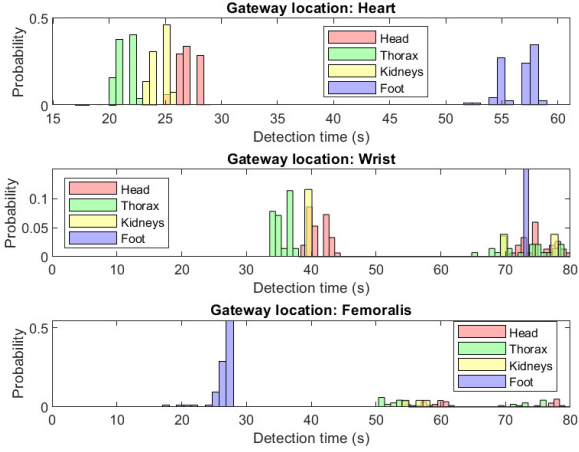 Gateway location: Heart
Probability
0.5
0
Head
Thorax
Kidneys
Foot
15 20 25 30 35 40 45 50 55 60
Detection time (s)
Gateway location: Wrist
Probability
0.1
0.05
0
Head
Thorax
Kidneys
Foot
0 10 20 30 40 50 60 70 80
Detection time (s)
Gateway location: Femoralis
Probability
0.5
0
Head
Thorax
Kidneys
Foot
0 10 20 30 40 50 60 70 80
Detection time (s)